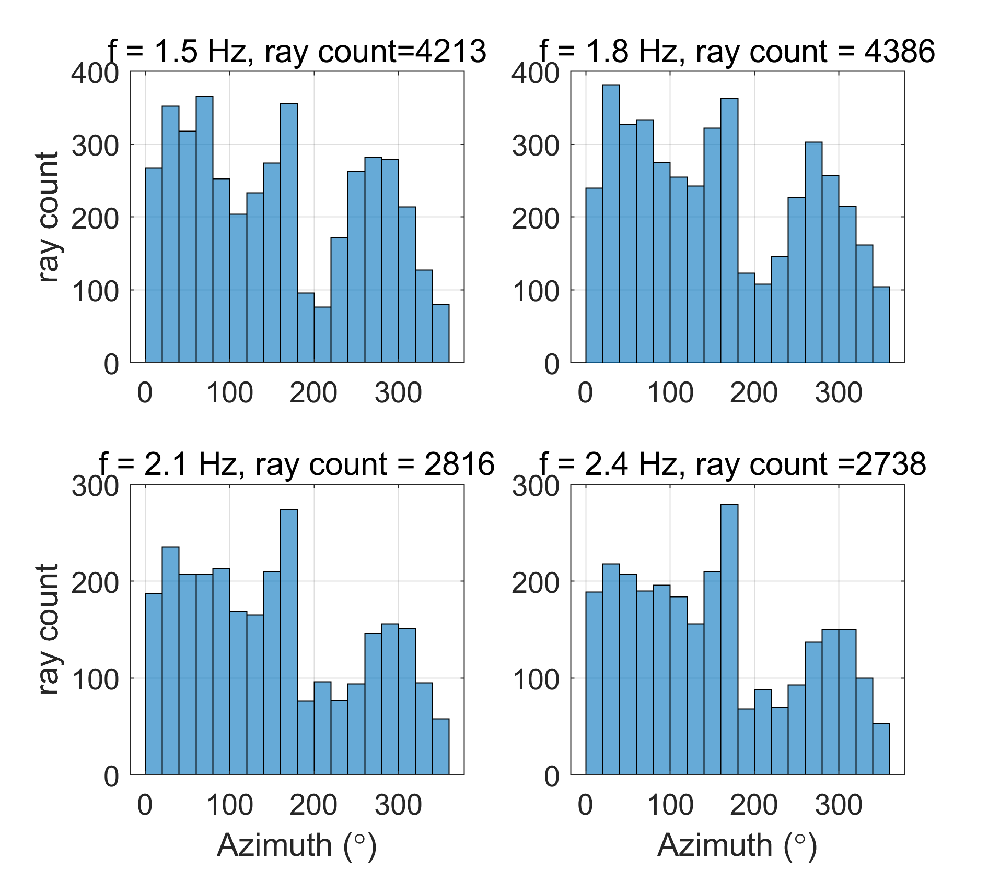 f = 1.5 Hz, ray count=4213
400
300
200
100
0
ray count
0 100 200 300
f = 1.8 Hz, ray count = 4386
400
300
200
100
0
0 100 200 300
f = 2.1 Hz, ray count = 2816
300
200
100
0
ray count
0 100 200 300
Azimuth (°)
f = 2.4 Hz, ray count =2738
300
200
100
0
0 100 200 300
Azimuth (°)